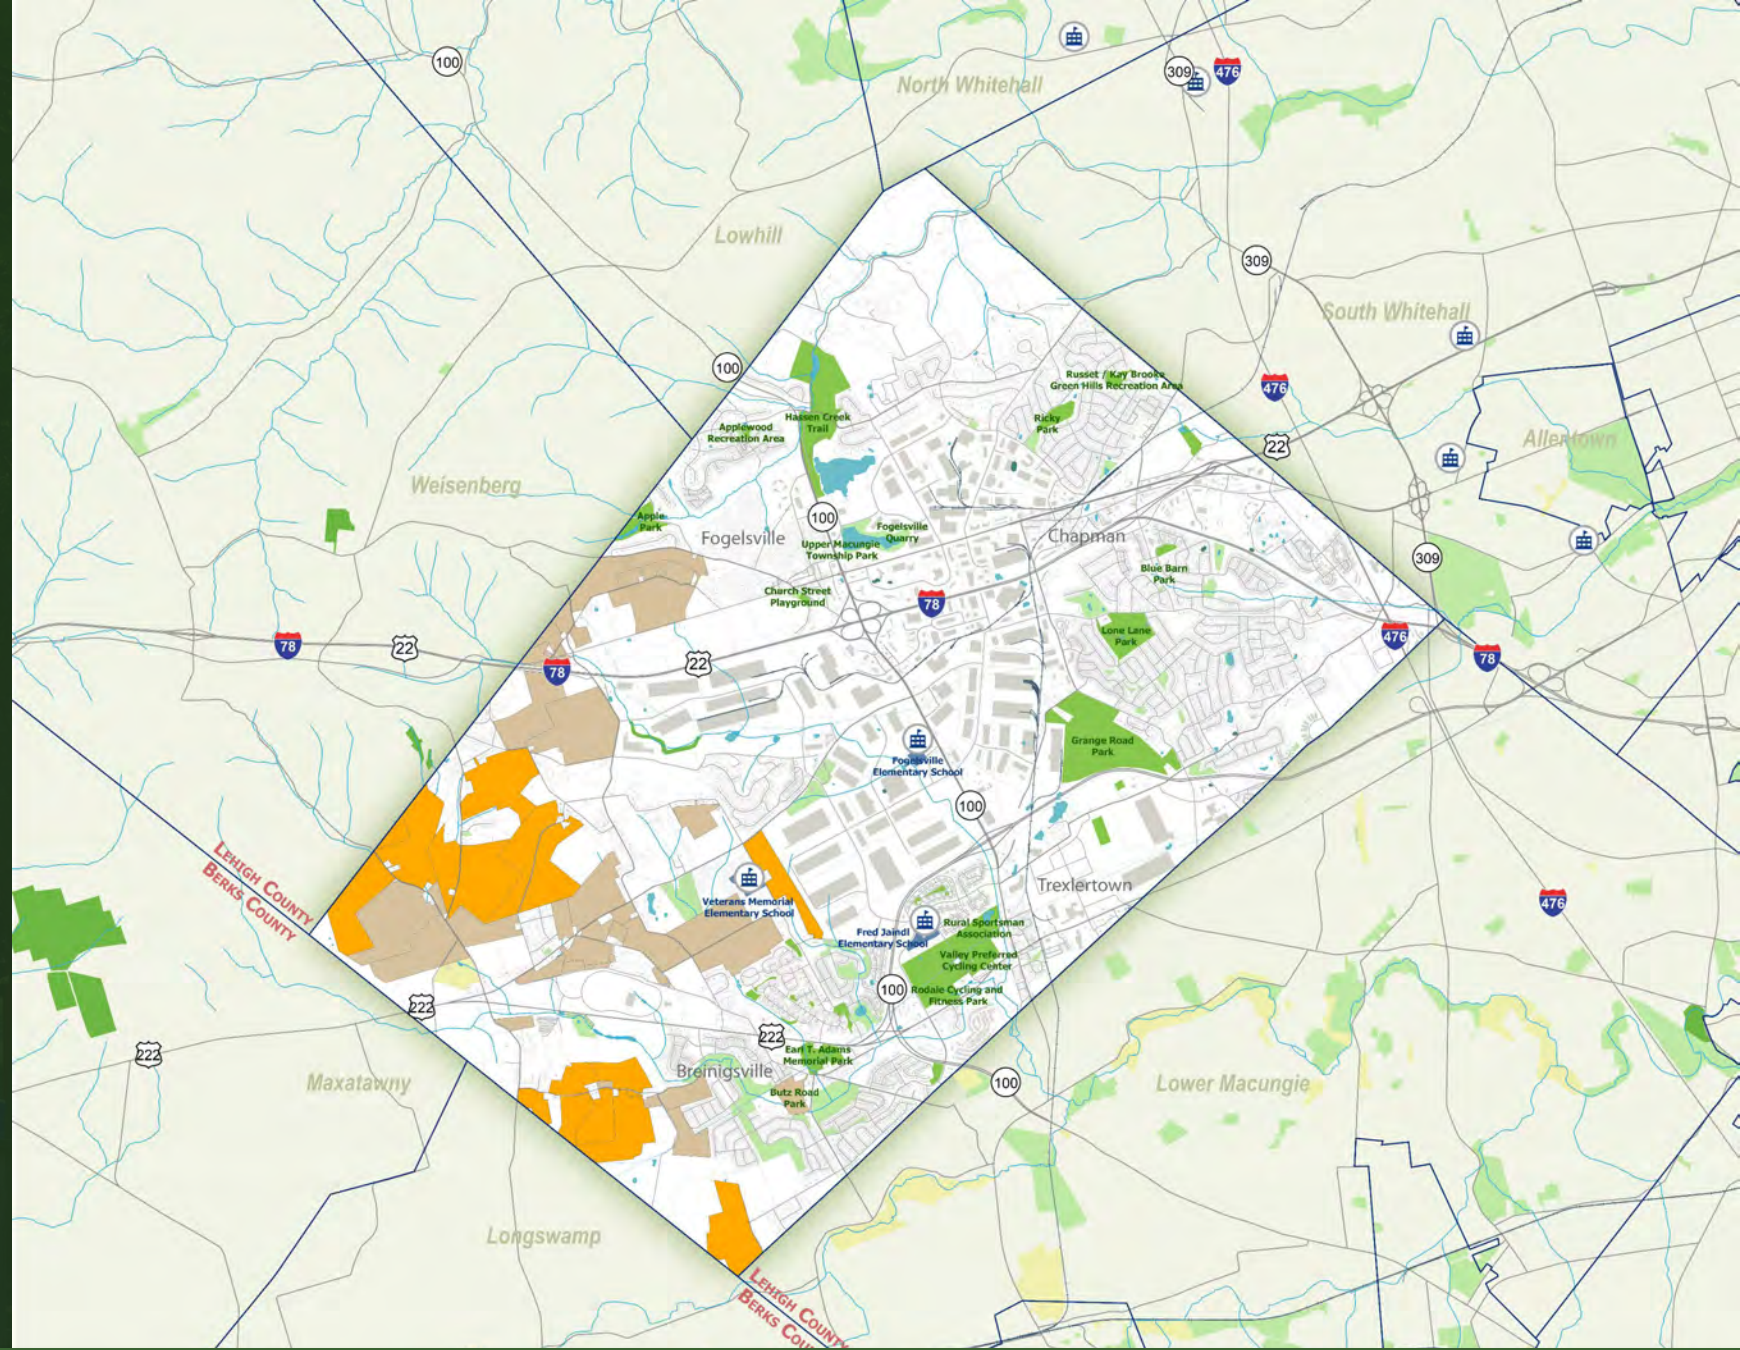 100
North Whitehall
309
476
Lowhill
309
South Whitehall
100
476
Russet / Kay Brooke
Green Hills Recreation Area
Hassen Creek
Trail
Ricky
Park
Applewood
Recreation Area
22
Allentown
Weisenberg
Apple
Park
100
Fogelsville
Quarry
Fogelsville
Upper Macungie
Township Park
Chapman
309
Blue Barn
Park
Church Street
Playground
78
Lone Lane
Park
476
78
22
78
22
78
Grange Road
Park
Fogelsville
Elementary School
100
LEHIGH COUNTY
BERKS COUNTY
Trexlertown
Veterans Memorial
Elementary School
476
Rural Sportsman
Association
Fred Jaindl
Elementary School
Valley Preferred
Cycling Center
100
Rodale Cycling and
Fitness Park
222
222
222
Earl T. Adams
Memorial Park
Breinigsville
Maxatawny
100
Lower Macungie
Butz Road
Park
Longswamp
LEHIGH COUNTY
BERKS COU